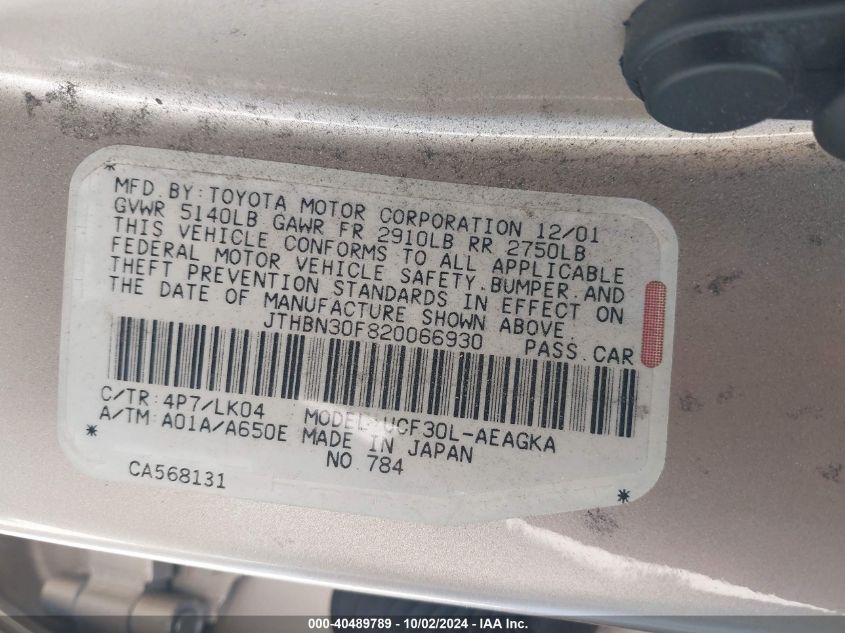 MFD. BY: TOYOTA MOTOR CORPORATION 12/01
GVWR 5140LB GAWR FR 2910LB RR 2750LB
THIS VEHICLE CONFORMS TO ALL APPLICABLE
FEDERAL MOTOR VEHICLE SAFETY, BUMPER, AND
THEFT PREVENTION STANDARDS IN EFFECT ON
THE DATE OF MANUFACTURE SHOWN ABOVE.
JTHBN30F820066930 PASS. CAR
C/TR: 4P7/LK04 MODEL: UCF30L-AEAGKA
A/TM: A01A/A650E MADE IN JAPAN
NO. 784
CA568131
000-40489789 - 10/02/2024 - IEAHERO.COM